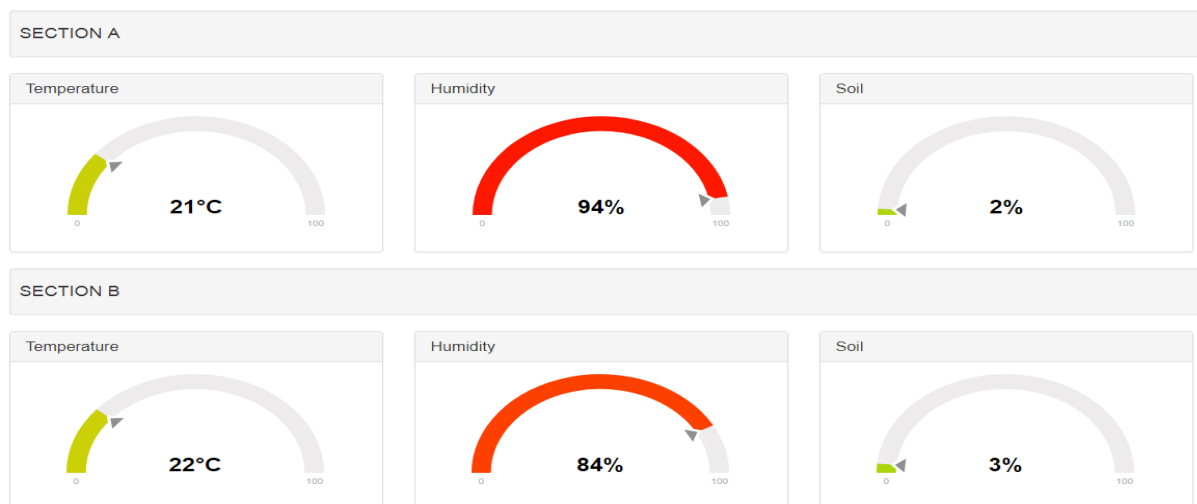 SECTION A
Temperature
Humidity
Soil
21°C
0
100
94%
0
100
2%
0
100
SECTION B
Temperature
Humidity
Soil
22°C
0
100
84%
0
100
3%
0
100